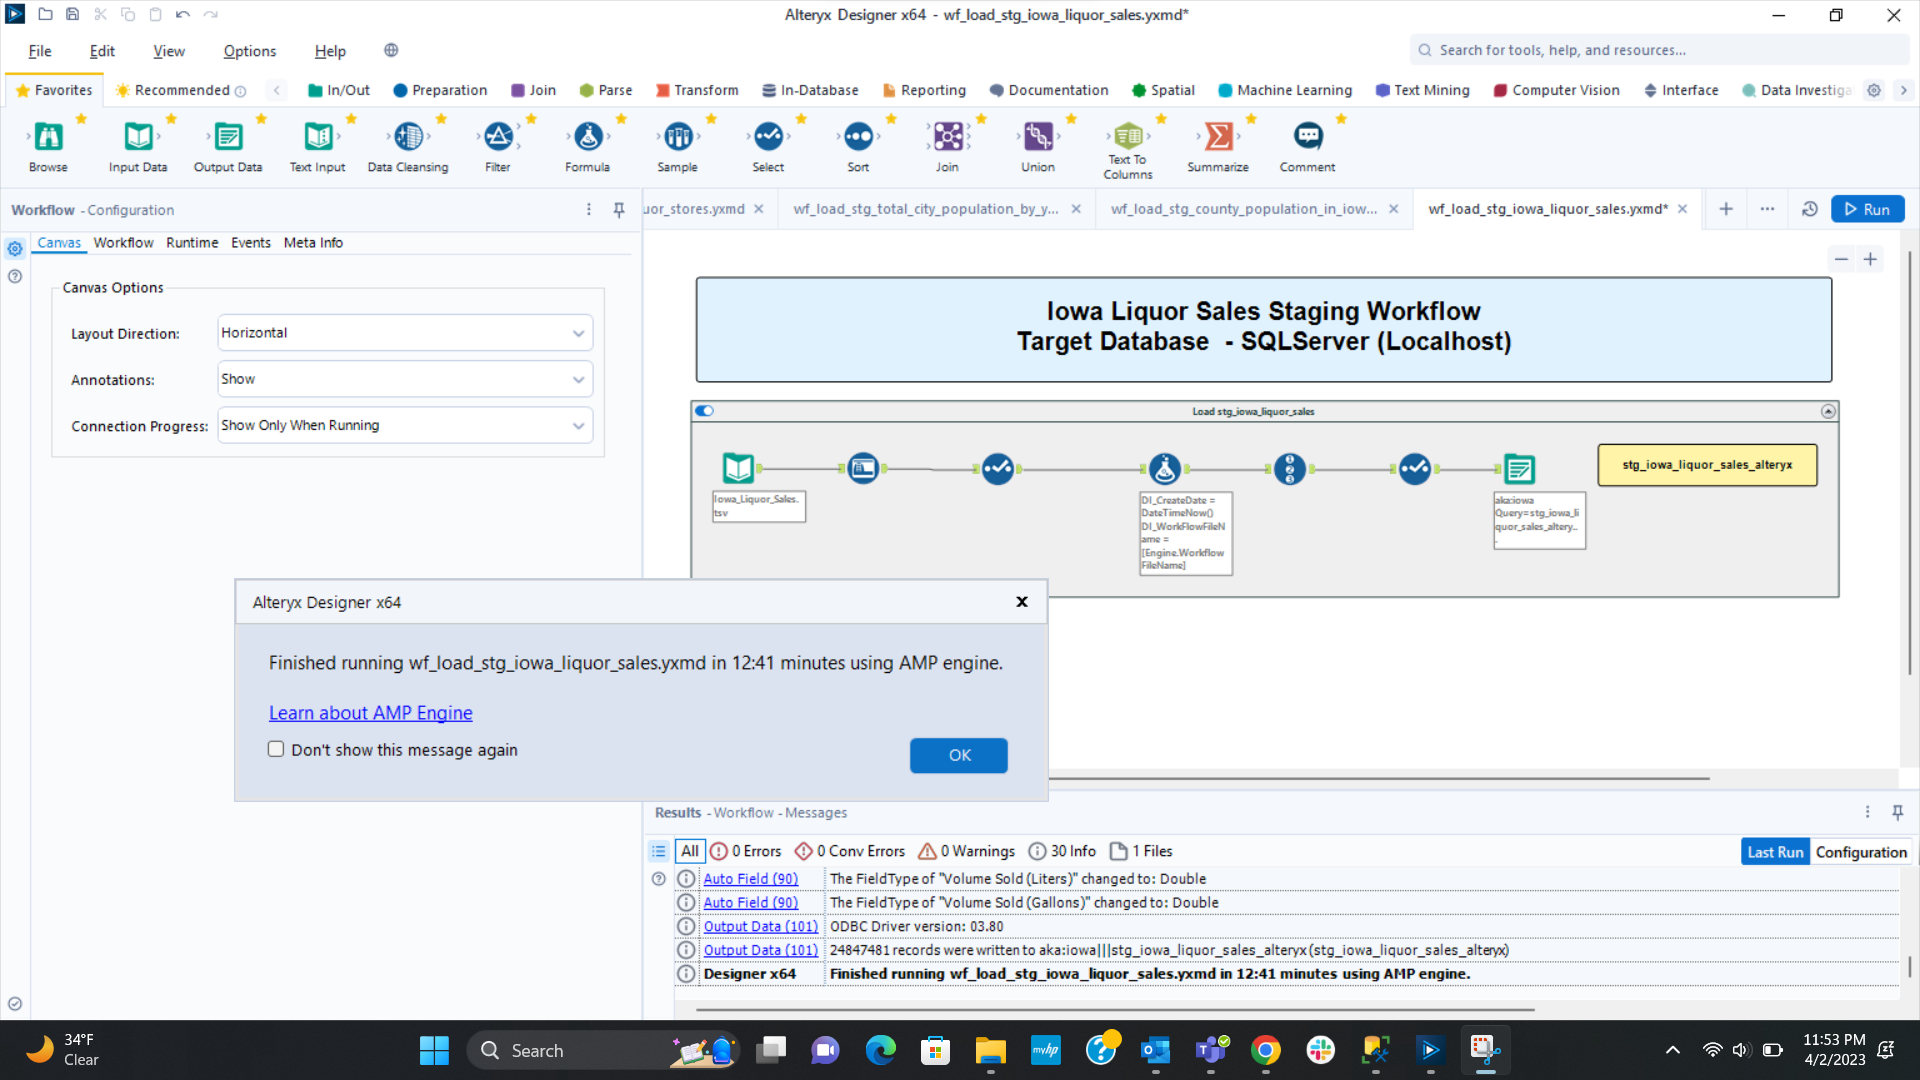 Alteryx Designer x64 - wf_load_stg_iowa_liquor_sales.yxmd*
File Edit View Options Help
Search for tools, help, and resources...
Favorites Recommended In/Out Preparation Join Parse Transform In-Database Reporting Documentation Spatial Machine Learning Text Mining Computer Vision Interface Data Investiga
Browse Input Data Output Data Text Input Data Cleansing Filter Formula Sample Select Sort Join Union Text To Columns Summarize Comment
Workflow - Configuration
uor_stores.yxmd wf_load_stg_total_city_population_by_y... wf_load_stg_county_population_in_iow... wf_load_stg_iowa_liquor_sales.yxmd* Run
Canvas Workflow Runtime Events Meta Info
Canvas Options
Layout Direction: Horizontal
Annotations: Show
Connection Progress: Show Only When Running
Iowa Liquor Sales Staging Workflow
Target Database - SQLServer (Localhost)
Load stg_iowa_liquor_sales
stg_iowa_liquor_sales_alteryx
Iowa_Liquor_Sales.
tsv
DI_CreateDate =
DateTimeNow()
DI_WorkFlowFileN
ame =
[Engine.Workflow
FileName]
aka:iowa
Query=stg_iowa_li
quor_sales_altery..
.
Alteryx Designer x64
Finished running wf_load_stg_iowa_liquor_sales.yxmd in 12:41 minutes using AMP engine.
Learn about AMP Engine
Don't show this message again
OK
Results - Workflow - Messages
All 0 Errors 0 Conv Errors 0 Warnings 30 Info 1 Files Last Run Configuration
Auto Field (90) The FieldType of "Volume Sold (Liters)" changed to: Double
Auto Field (90) The FieldType of "Volume Sold (Gallons)" changed to: Double
Output Data (101) ODBC Driver version: 03.80
Output Data (101) 24847481 records were written to aka:iowa|||stg_iowa_liquor_sales_alteryx (stg_iowa_liquor_sales_alteryx)
Designer x64 Finished running wf_load_stg_iowa_liquor_sales.yxmd in 12:41 minutes using AMP engine.
34°F
Clear
Search
myhp
11:53 PM
4/2/2023